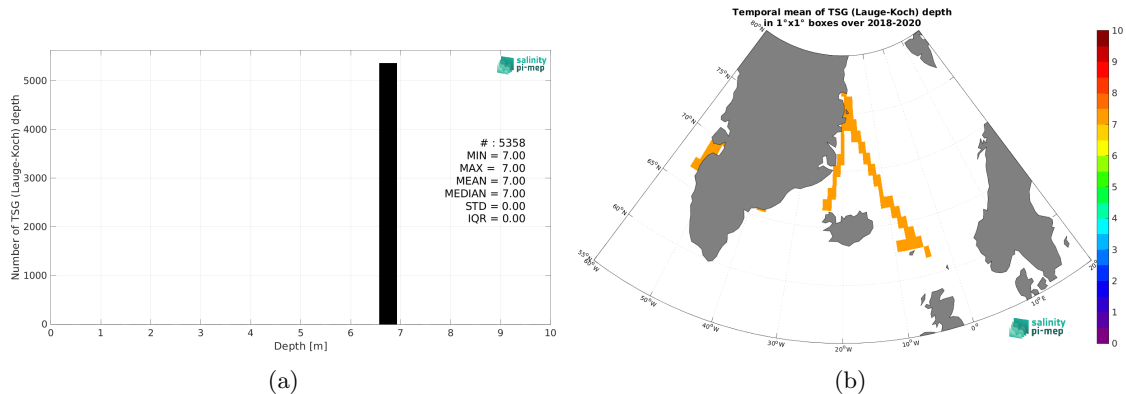 5000
4000
3000
2000
1000
0
Number of TSG (Lauge-Koch) depth
0 1 2 3 4 5 6 7 8 9 10
Depth [m]
salinity
pi-mep
# : 5358
MIN = 7.00
MAX = 7.00
MEAN = 7.00
MEDIAN = 7.00
STD = 0.00
IQR = 0.00
(a)
Temporal mean of TSG (Lauge-Koch) depth
in 1°x1° boxes over 2018-2020
80°N
75°N
70°N
65°N
60°N
55°N
60°W
50°W
40°W
30°W
20°W
10°W
0°
10°E
20°
salinity
pi-mep
10
9
8
7
6
5
4
3
2
1
0
(b)